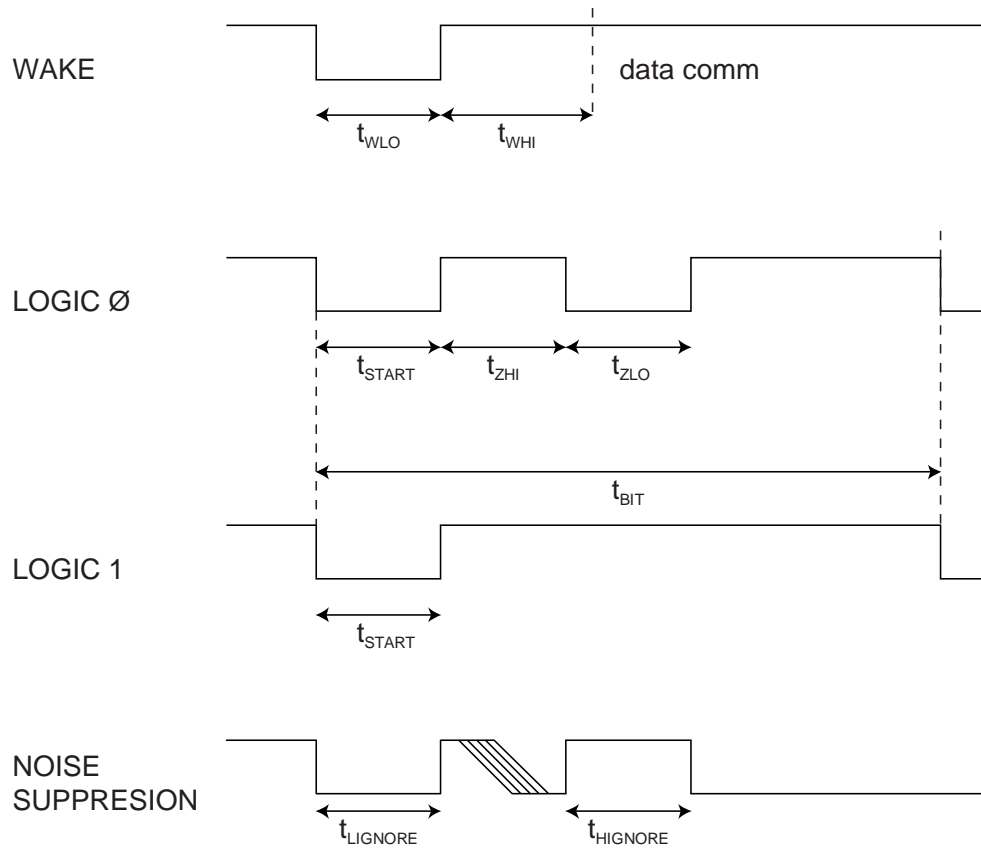 WAKE
data comm
tWLO
tWHI
LOGIC Ø
tSTART
tZHI
tZLO
tBIT
LOGIC 1
tSTART
NOISE
SUPPRESION
tLIGNORE
tHIGNORE